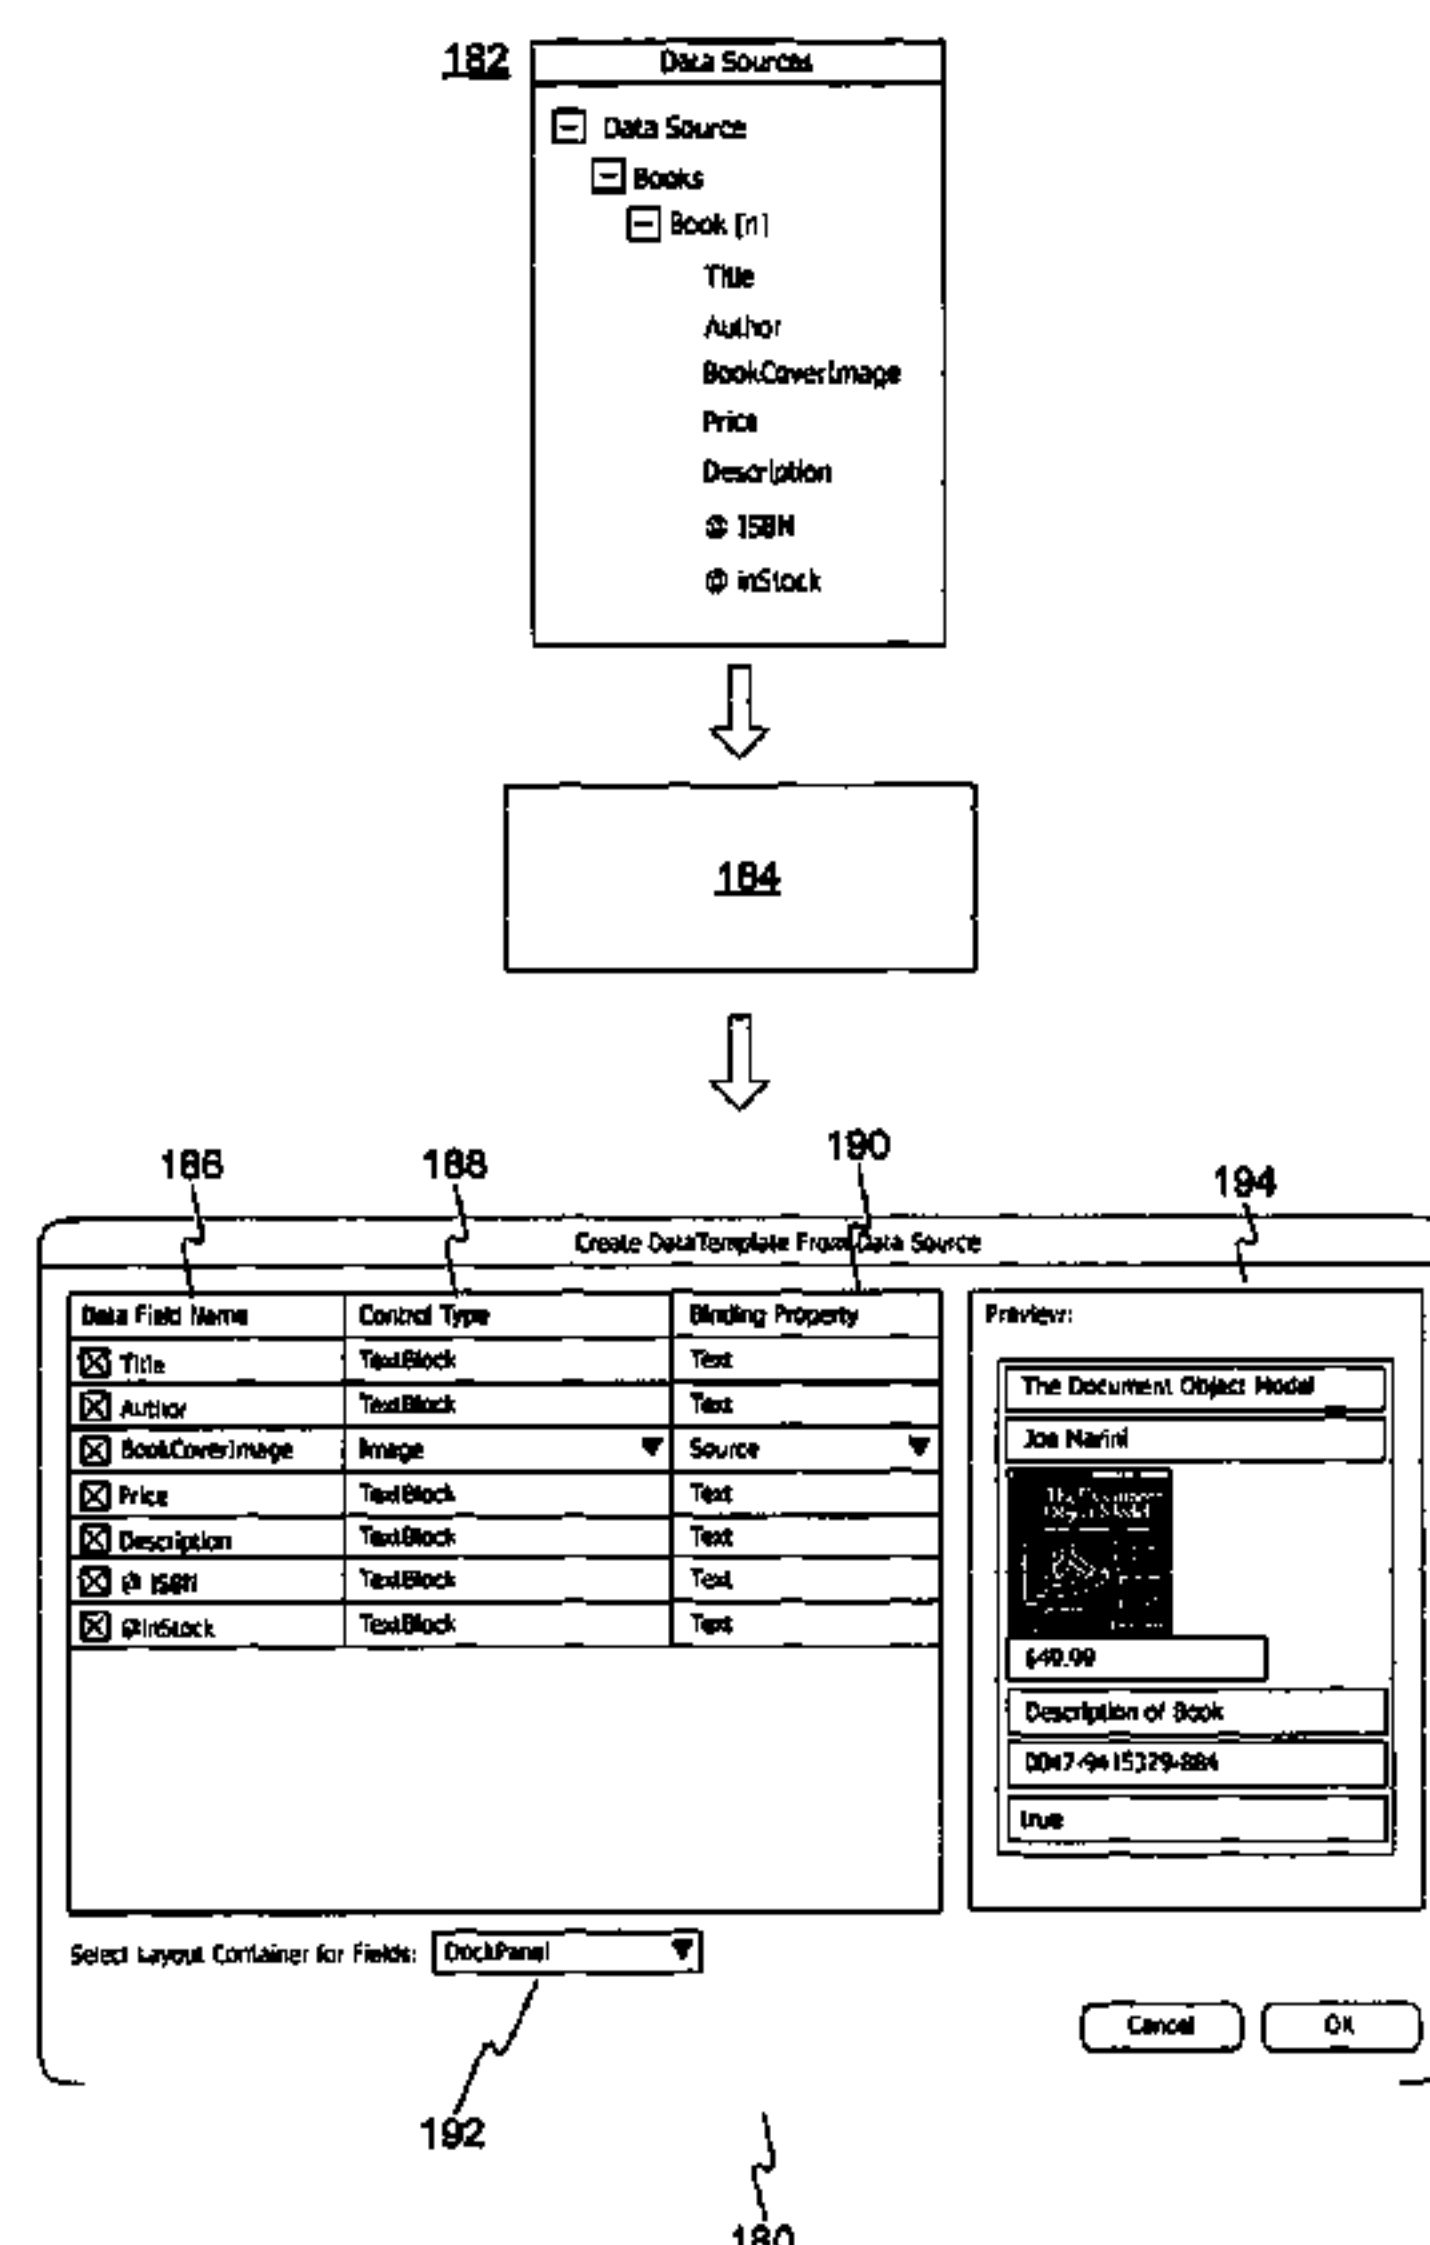 182
Data Sources
Data Source
Books
Book [n]
Title
Author
BookCoverImage
Price
Description
@ ISBN
@ inStock
184
186
188
190
194
Create DataTemplate From Data Source
Data Field Name Control Type Binding Property
Title TextBlock Text
Author TextBlock Text
BookCoverImage Image Source
Price TextBlock Text
Description TextBlock Text
@ ISBN TextBlock Text
@inStock TextBlock Text
Preview:
The Document Object Model
Joe Marini
$49.99
Description of Book
0047-9415329-884
true
Select Layout Container for Fields: DockPanel
Cancel OK
192
180